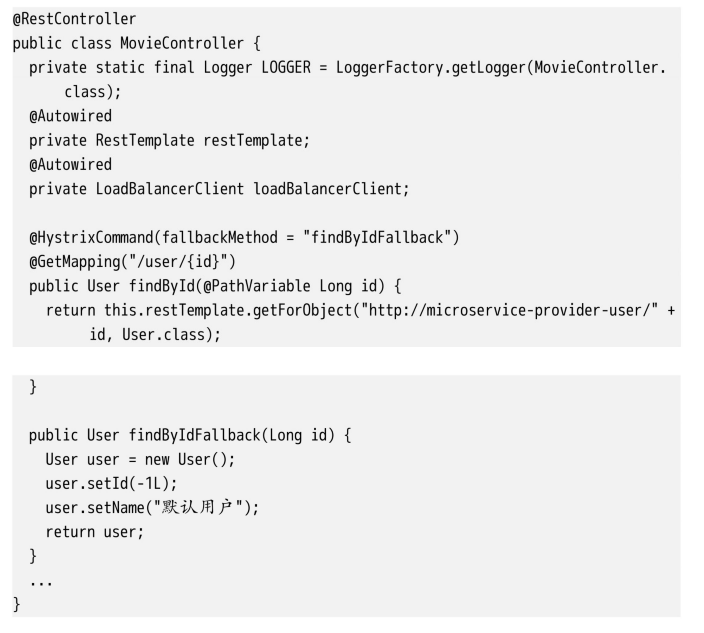 @RestController
public class MovieController {
  private static final Logger LOGGER = LoggerFactory.getLogger(MovieController.
      class);
  @Autowired
  private RestTemplate restTemplate;
  @Autowired
  private LoadBalancerClient loadBalancerClient;

  @HystrixCommand(fallbackMethod = "findByIdFallback")
  @GetMapping("/user/{id}")
  public User findById(@PathVariable Long id) {
    return this.restTemplate.getForObject("http://microservice-provider-user/" +
         id, User.class);

  }

  public User findByIdFallback(Long id) {
    User user = new User();
    user.setId(-1L);
    user.setName("默认用户");
    return user;
  }
  ...
}